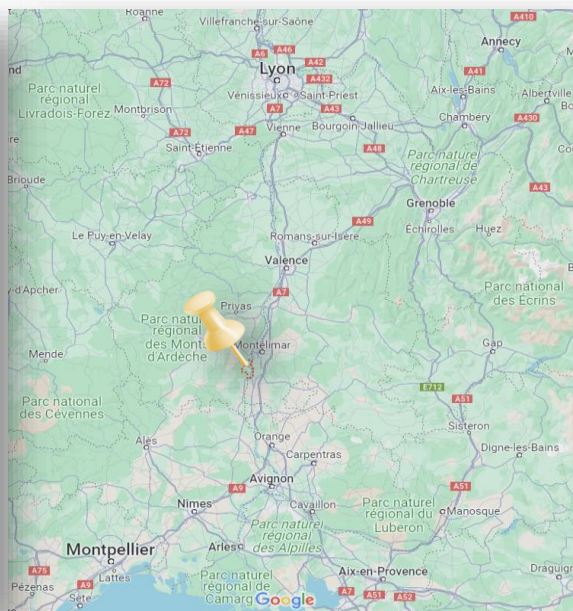 Roanne
Villefranche-sur-Saône
A410
A6
A46
Annecy
A42
Lyon
A41
A432
A72
Vénissieux
Saint-Priest
Aix-les-Bains
Albertville
Parc naturel
régional
Livradois-Forez
Montbrison
A7
A43
Chambéry
A430
A72
A47
Vienne
Bourgoin-Jallieu
Saint-Étienne
A48
Parc naturel
régional de
Chartreuse
Brioude
A43
Grenoble
A49
Échirolles
Huez
Le Puy-en-Velay
Romans-sur-Isère
Valence
Parc national
des Écrins
y-d'Apcher
A7
Privas
Parc natu
régional
des Monts
d'Ardèche
Montélimar
Gap
Mende
E712
A51
Parc national
des Cévennes
Sisteron
Alès
Orange
Digne-les-Bains
Carpentras
Avignon
A51
A9
Nîmes
Cavaillon
Parc naturel
régional du
Luberon
Manosque
Parc naturel
régional
des Alpilles
Montpellier
Arles
A75
Lattes
Parc naturel
régional de
Camarg
Aix-en-Provence
Draguign
Pézenas
A9
Sète
Google
A7
A51
A52